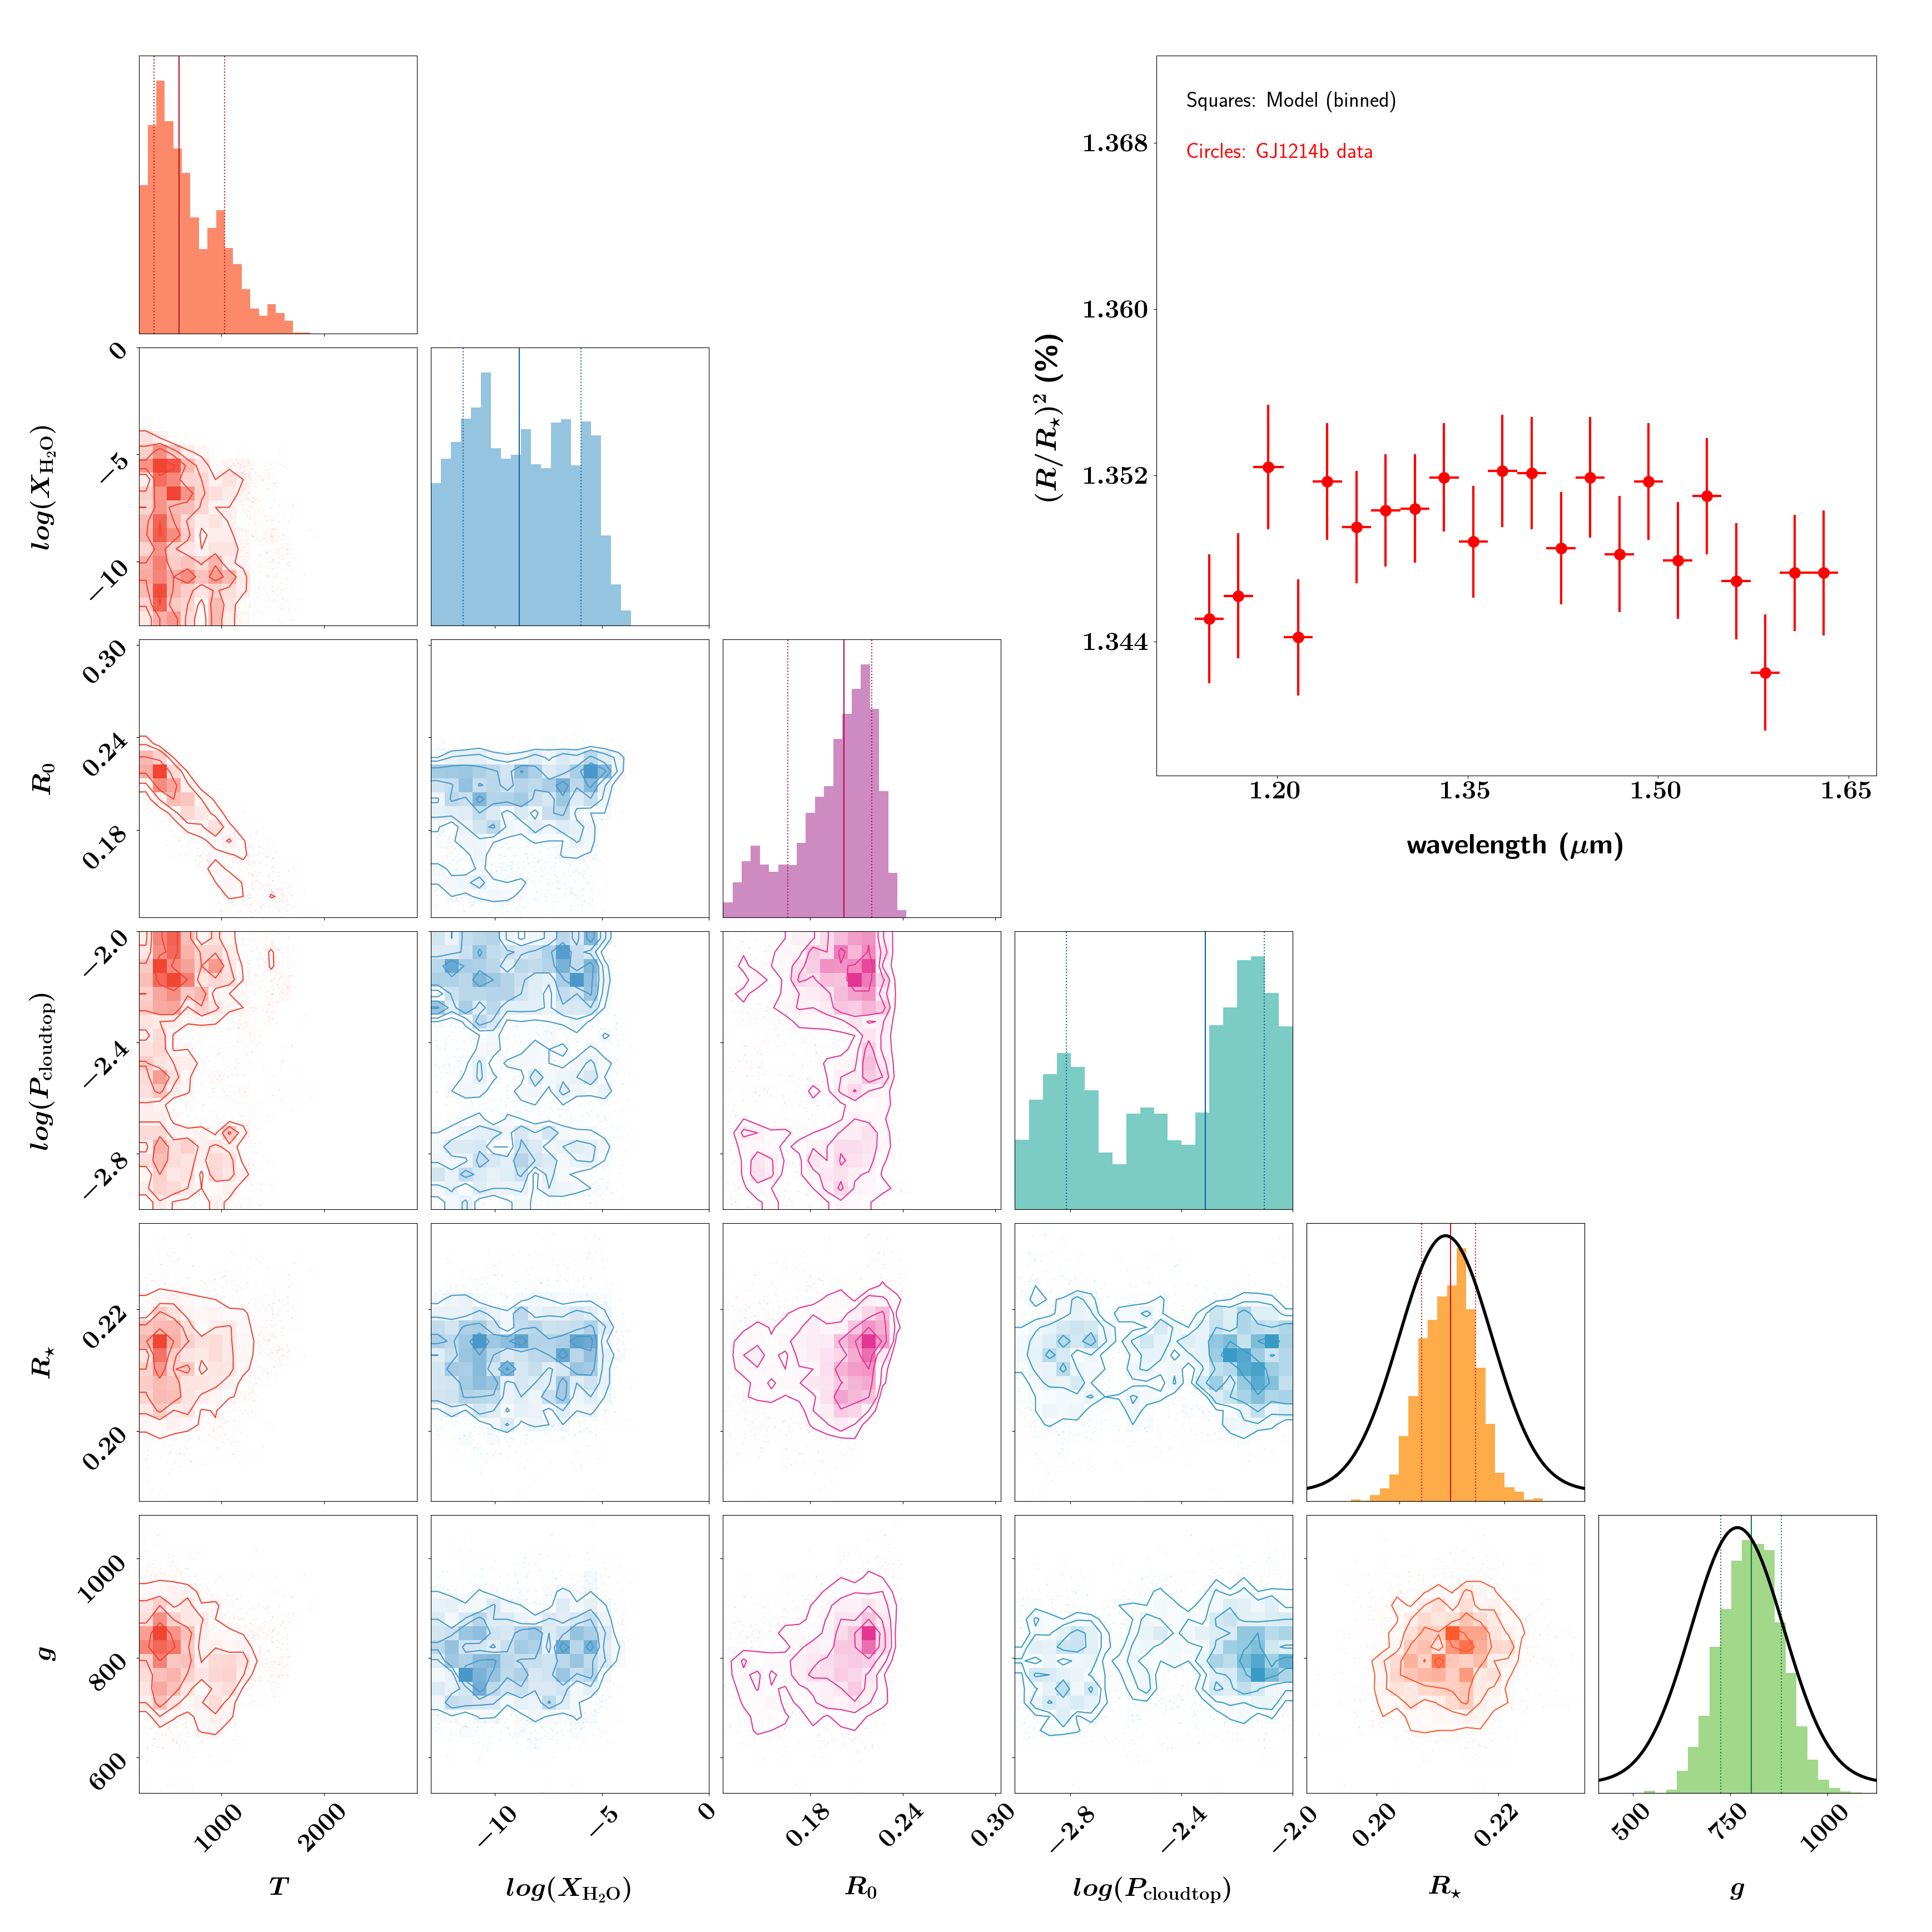 Squares: Model (binned)
Circles: GJ1214b data
1.368
1.360
1.352
1.344
(R/R⋆)² (%)
1.20 1.35 1.50 1.65
wavelength (μm)
0
−5
−10
log(X_H₂O)
0.30
0.24
0.18
R₀
−2.0
−2.4
−2.8
log(P_cloudtop)
0.22
0.20
R⋆
1000
800
600
g
1000 2000 −10 −5 0 0.18 0.24 0.30 −2.8 −2.4 −2.0 0.20 0.22 500 750 1000
T log(X_H₂O) R₀ log(P_cloudtop) R⋆ g